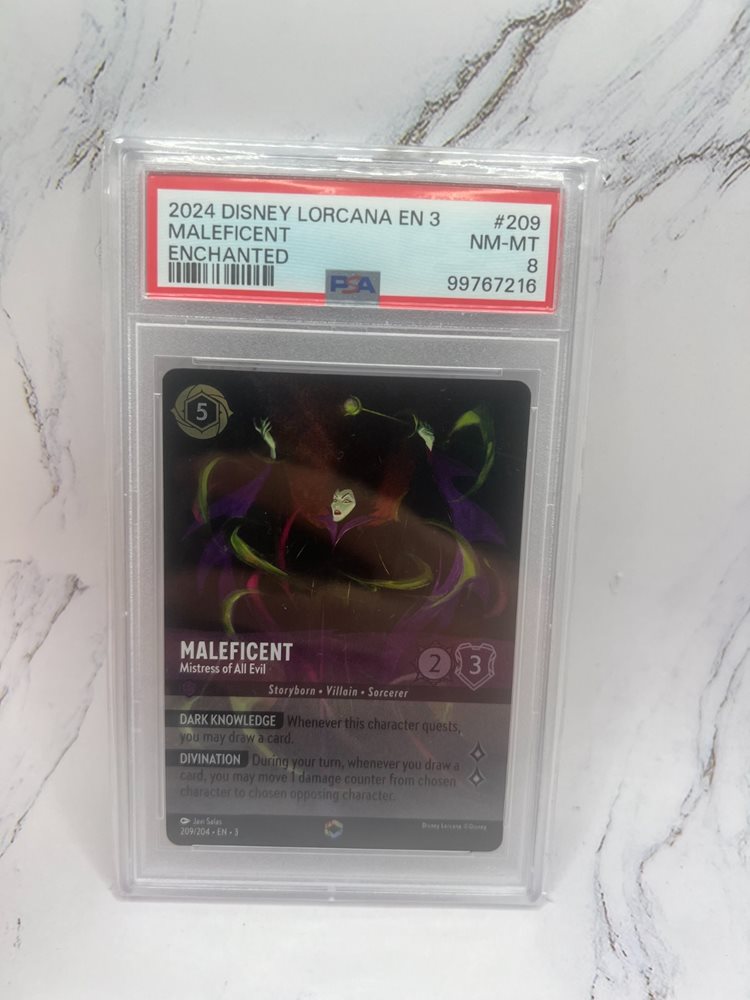 2024 DISNEY LORCANA EN 3 #209
MALEFICENT NM-MT
ENCHANTED 8
PSA 99767216
5
MALEFICENT
Mistress of All Evil
2 3
Storyborn • Villain • Sorcerer
DARK KNOWLEDGE Whenever this character quests,
you may draw a card.
DIVINATION During your turn, whenever you draw a
card, you may move 1 damage counter from chosen
character to chosen opposing character.
Javi Salas
209/204 • EN • 3
Disney Lorcana ©Disney